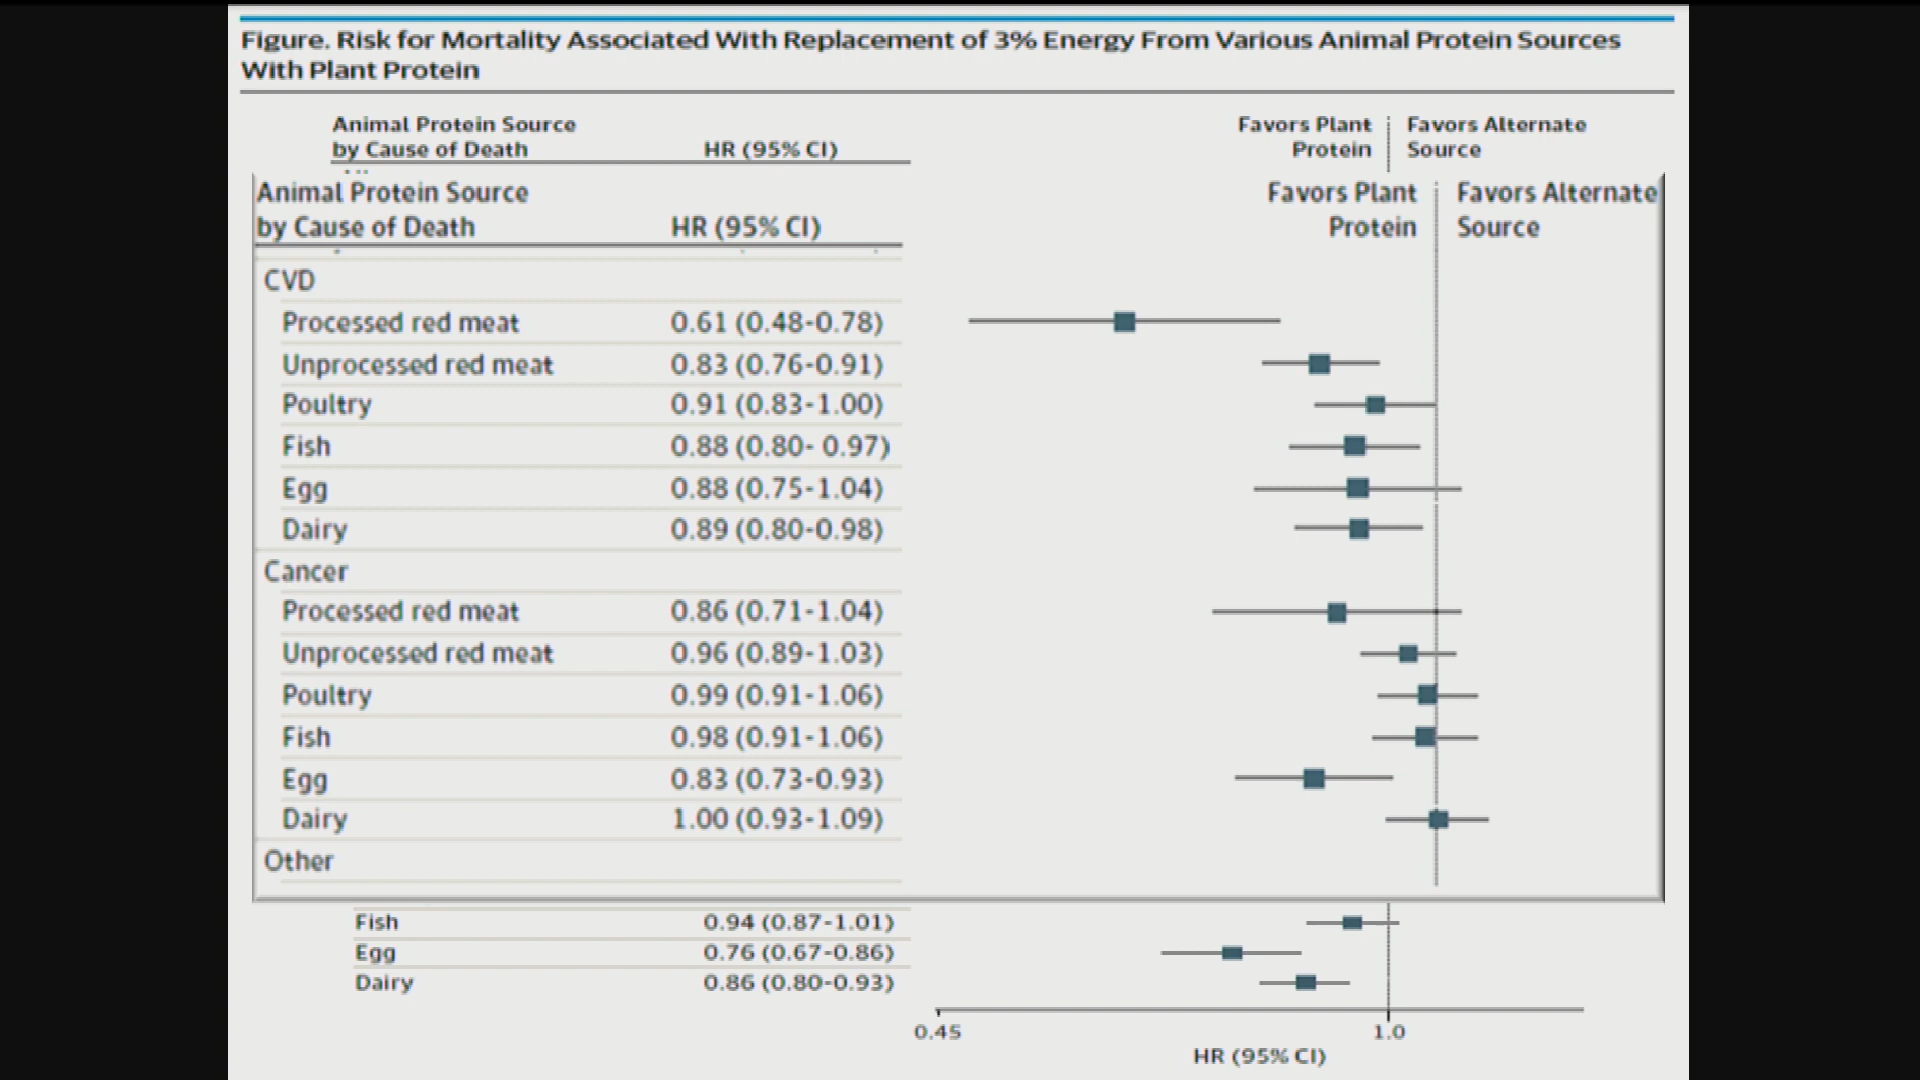 Figure. Risk for Mortality Associated With Replacement of 3% Energy From Various Animal Protein Sources
With Plant Protein
Animal Protein Source
by Cause of Death
HR (95% CI)
Favors Plant
Protein
Favors Alternate
Source
Animal Protein Source
by Cause of Death
HR (95% CI)
Favors Plant
Protein
Favors Alternate
Source
CVD
Processed red meat 0.61 (0.48-0.78)
Unprocessed red meat 0.83 (0.76-0.91)
Poultry 0.91 (0.83-1.00)
Fish 0.88 (0.80- 0.97)
Egg 0.88 (0.75-1.04)
Dairy 0.89 (0.80-0.98)
Cancer
Processed red meat 0.86 (0.71-1.04)
Unprocessed red meat 0.96 (0.89-1.03)
Poultry 0.99 (0.91-1.06)
Fish 0.98 (0.91-1.06)
Egg 0.83 (0.73-0.93)
Dairy 1.00 (0.93-1.09)
Other
Fish 0.94 (0.87-1.01)
Egg 0.76 (0.67-0.86)
Dairy 0.86 (0.80-0.93)
0.45 1.0
HR (95% CI)